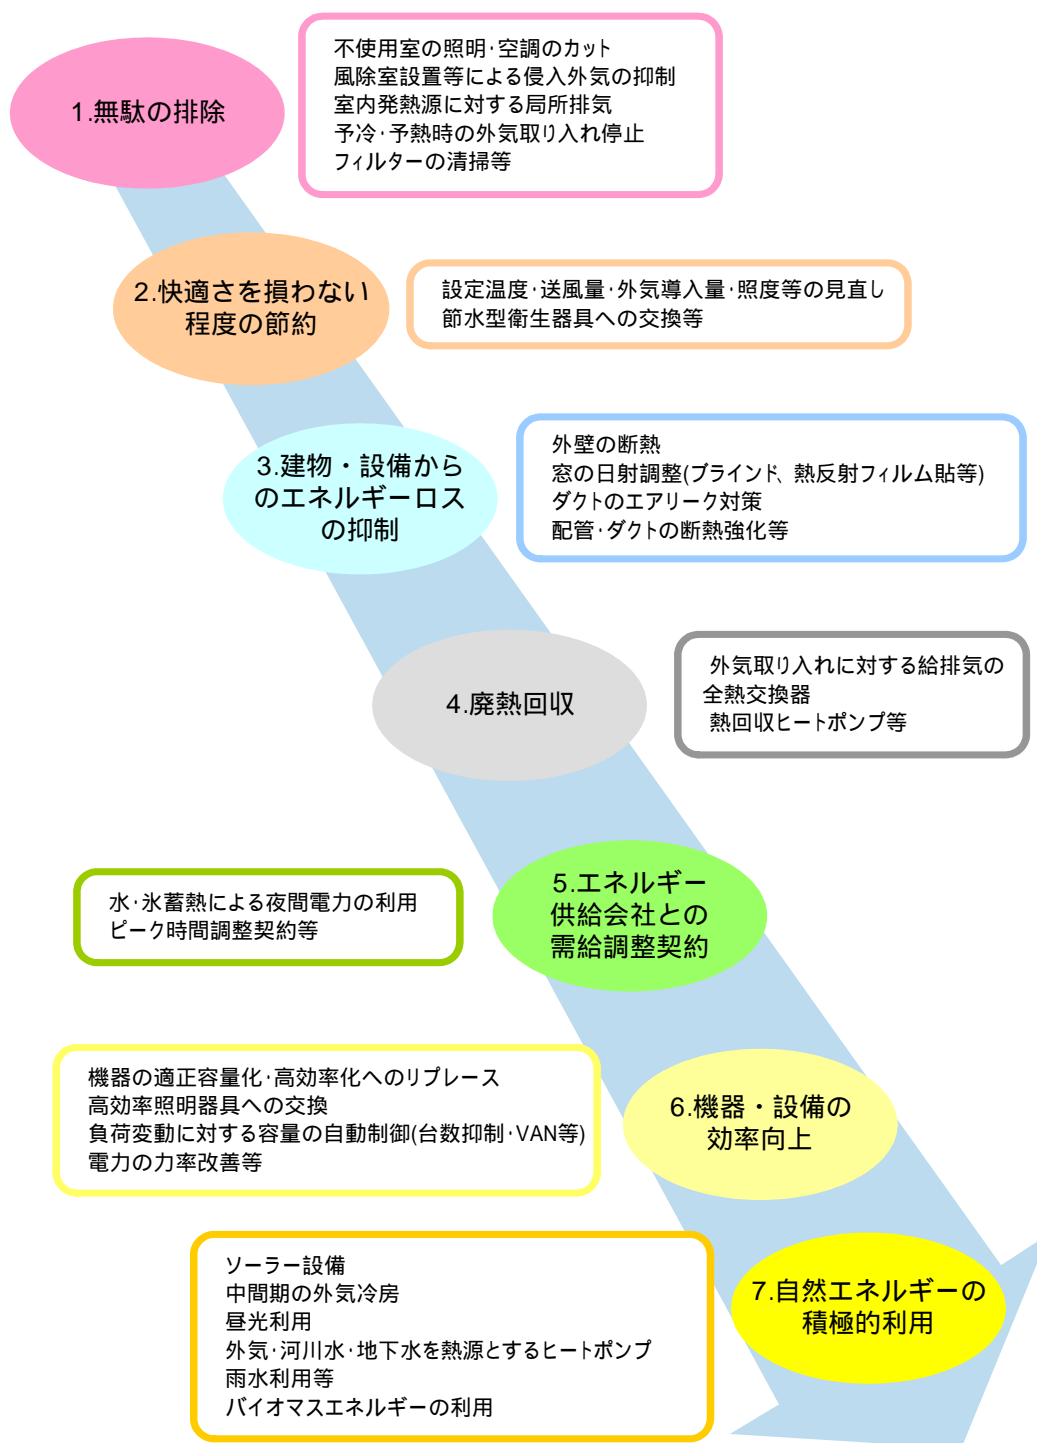 1.無駄の排除
不使用室の照明･空調のカット
風除室設置等による侵入外気の抑制
室内発熱源に対する局所排気
予冷･予熱時の外気取り入れ停止
フィルターの清掃等
2.快適さを損わない
程度の節約
設定温度･送風量･外気導入量･照度等の見直し
節水型衛生器具への交換等
3.建物・設備から
のエネルギーロス
の抑制
外壁の断熱
窓の日射調整(ブラインド、熱反射フィルム貼等)
ダクトのエアリーク対策
配管･ダクトの断熱強化等
4.廃熱回収
外気取り入れに対する給排気の
全熱交換器
熱回収ヒートポンプ等
5.エネルギー
供給会社との
需給調整契約
水･氷蓄熱による夜間電力の利用
ピーク時間調整契約等
6.機器・設備の
効率向上
機器の適正容量化･高効率化へのリプレース
高効率照明器具への交換
負荷変動に対する容量の自動制御(台数抑制･VAN等)
電力の力率改善等
7.自然エネルギーの
積極的利用
ソーラー設備
中間期の外気冷房
昼光利用
外気･河川水･地下水を熱源とするヒートポンプ
雨水利用等
バイオマスエネルギーの利用